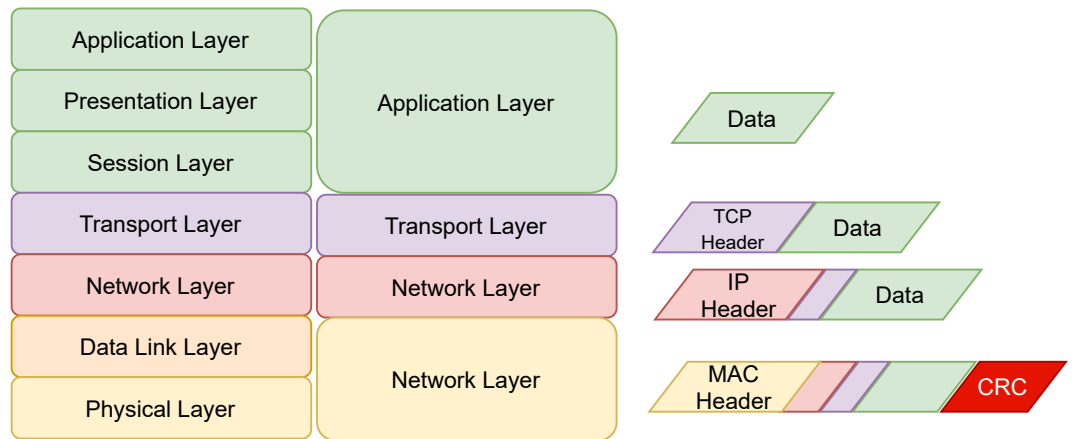 Application Layer
Presentation Layer
Session Layer
Transport Layer
Network Layer
Data Link Layer
Physical Layer
Application Layer
Transport Layer
Network Layer
Network Layer
Data
TCP
Header
Data
IP
Header
Data
MAC
Header
CRC